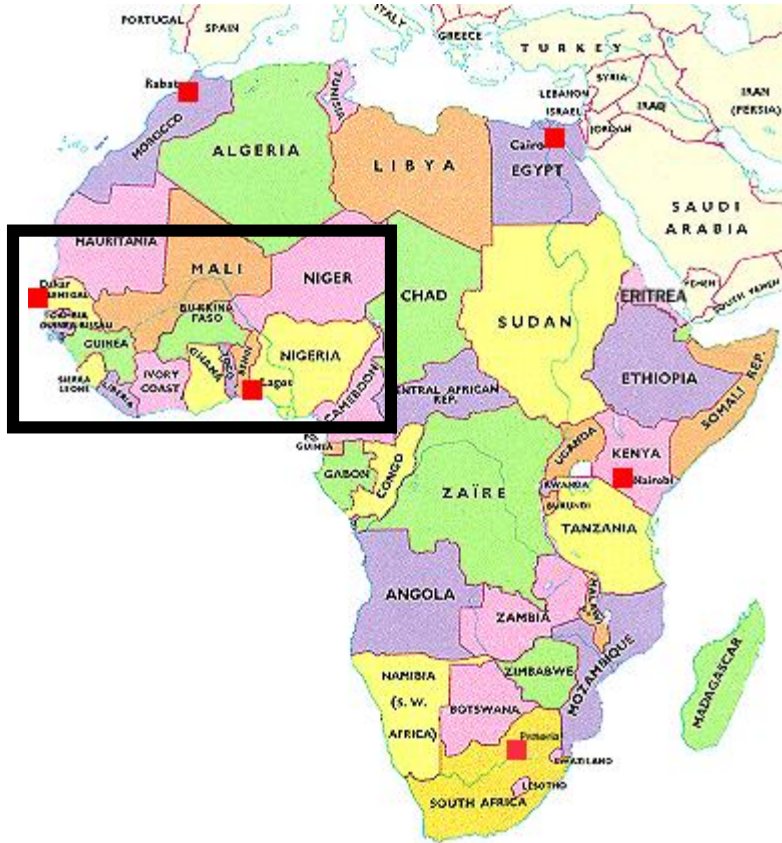 PORTUGAL
SPAIN
ITALY
GREECE
TURKEY
SYRIA
LEBANON
ISRAEL
IRAQ
IRAN
(PERSIA)
JORDAN
Rabat
TUNISIA
MOROCCO
ALGERIA
LIBYA
Cairo
EGYPT
SAUDI
ARABIA
MAURITANIA
MALI
NIGER
CHAD
SUDAN
ERITREA
YEMEN
SOUTH YEMEN
Dakar
SENEGAL
GUINEA BISSAU
GUINEA
BURKINA
FASO
SIERRA
LEONE
LIBERIA
IVORY
COAST
GHANA
TOGO
BENIN
NIGERIA
Lagos
CAMEROON
CENTRAL AFRICAN
REP.
ETHIOPIA
SOMALI REP.
EQ.
GUINEA
GABON
CONGO
ZAÏRE
UGANDA
KENYA
Nairobi
RWANDA
BURUNDI
TANZANIA
ANGOLA
ZAMBIA
MALAWI
MOZAMBIQUE
MADAGASCAR
NAMIBIA
(S. W.
AFRICA)
ZIMBABWE
BOTSWANA
Pretoria
SWAZILAND
LESOTHO
SOUTH AFRICA